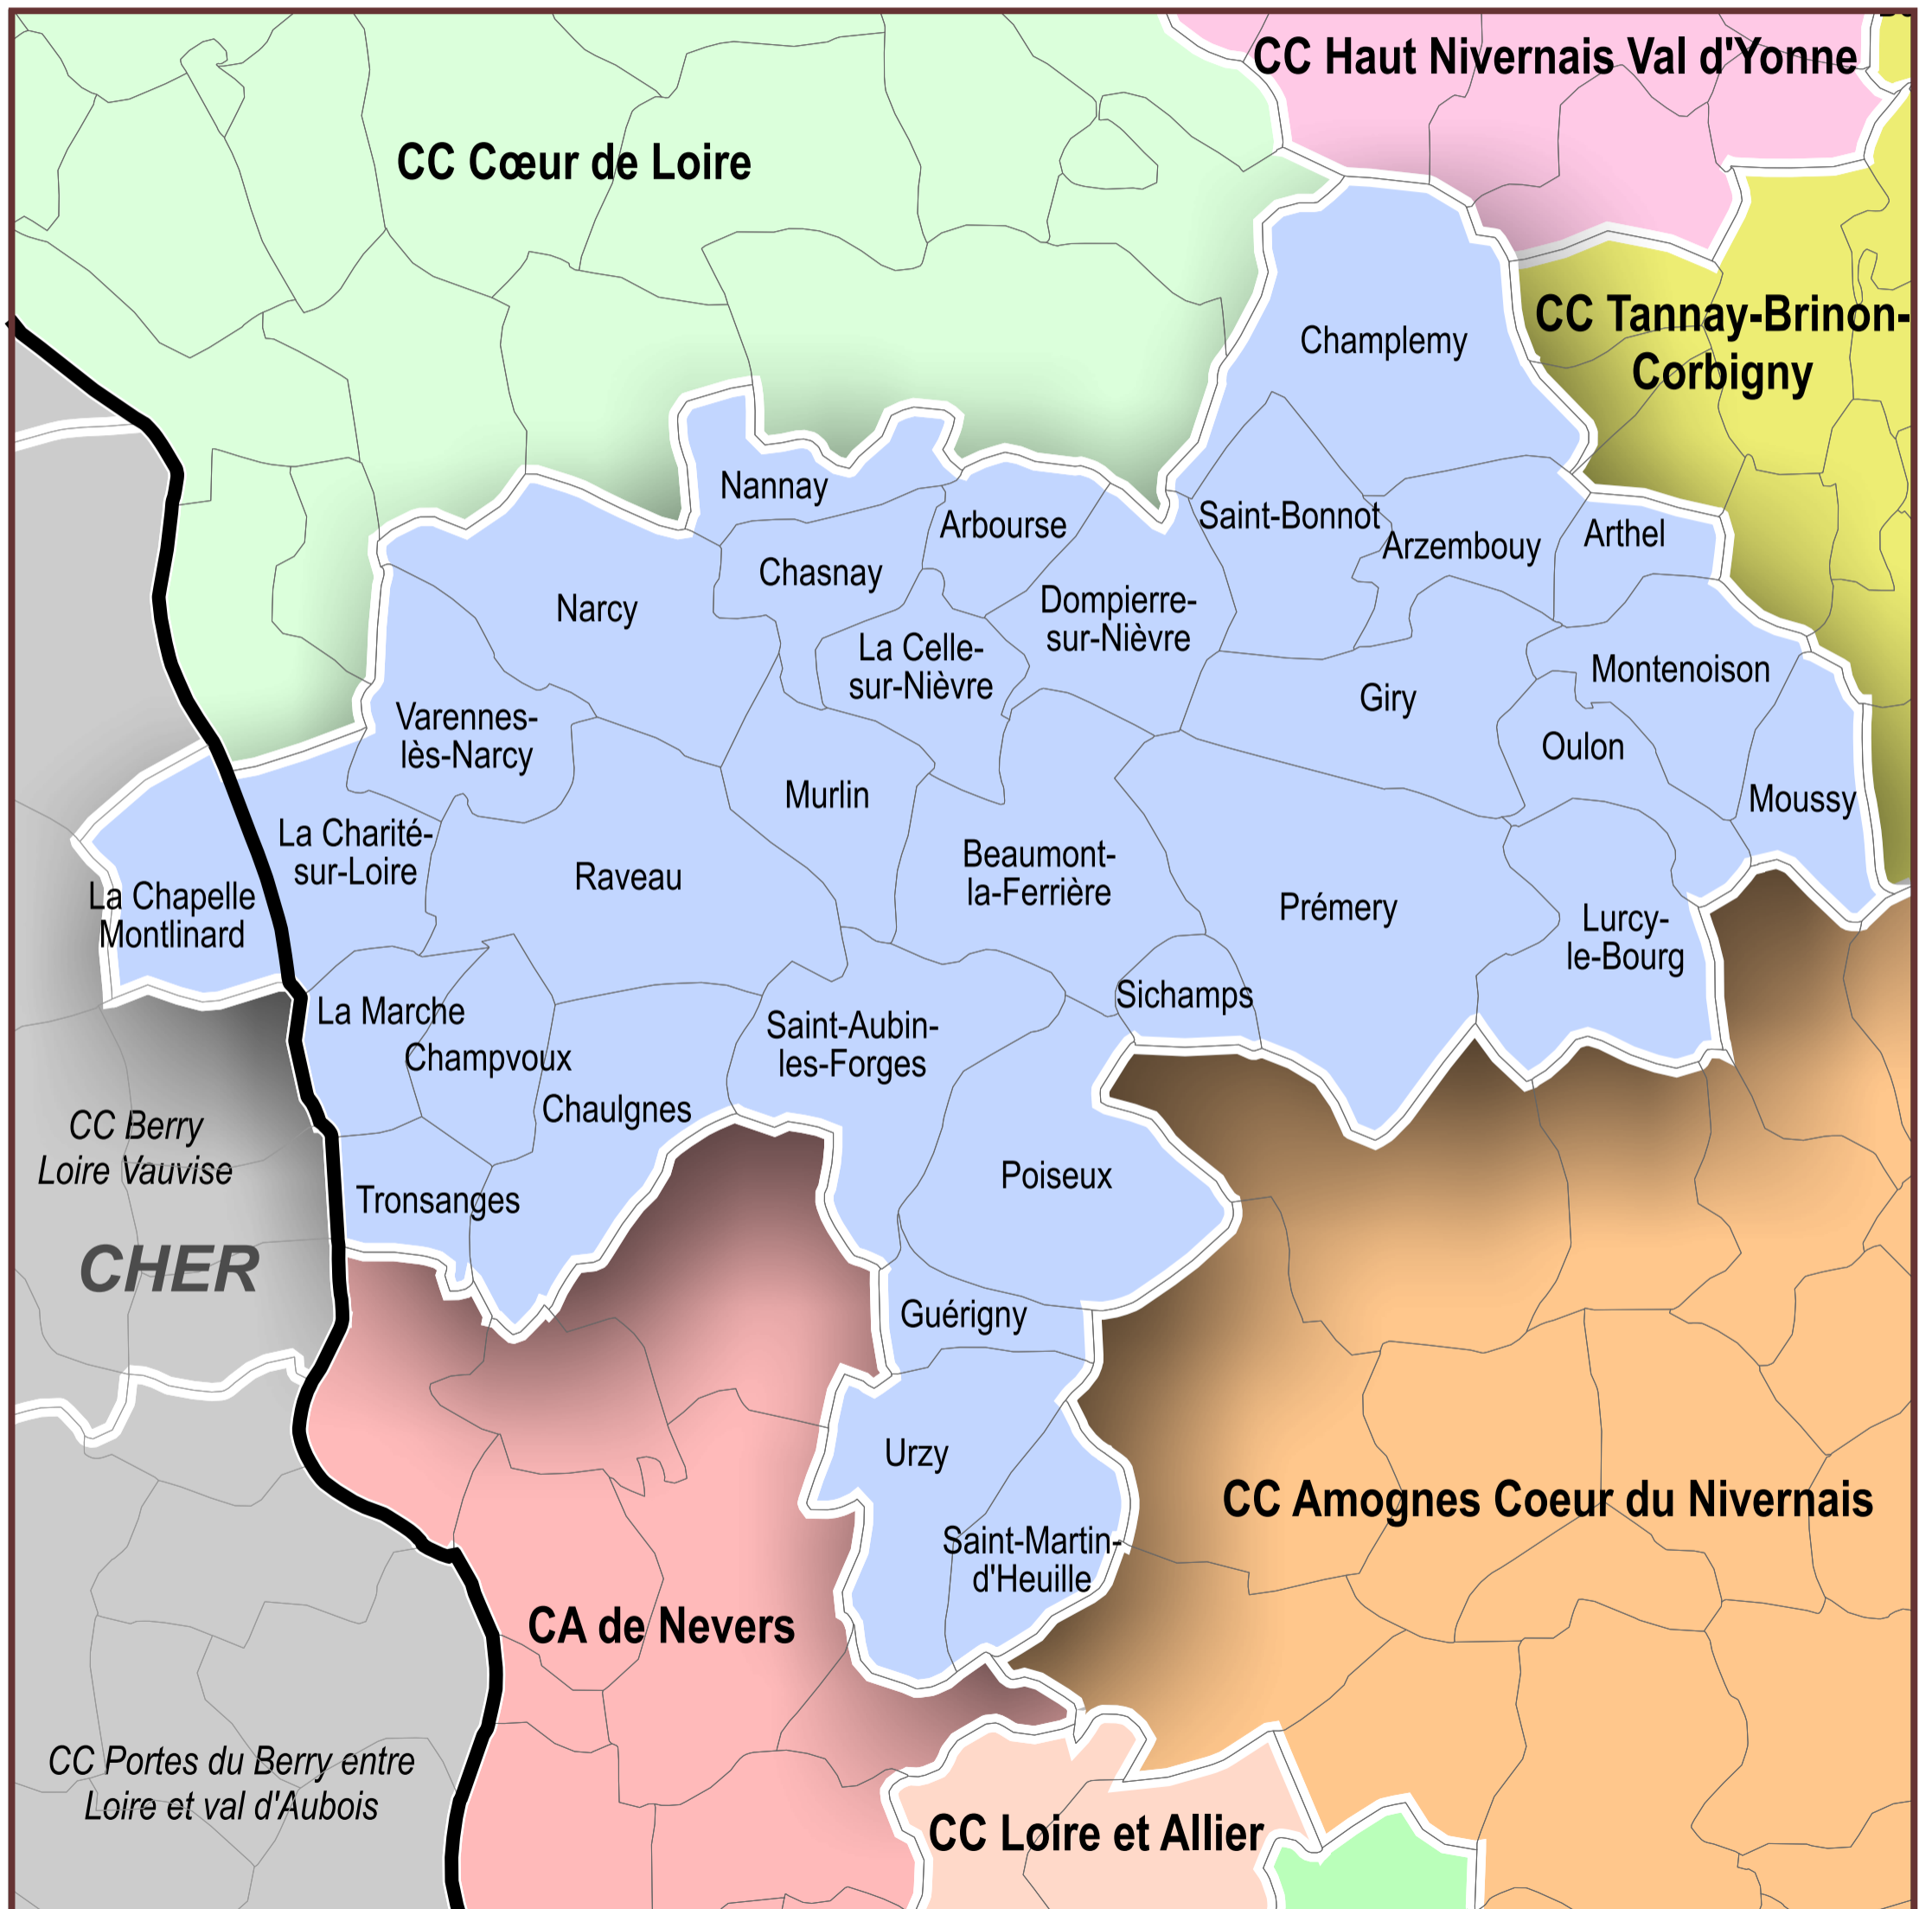 CC Haut Nivernais Val d'Yonne
CC Cœur de Loire
CC Tannay-Brinon-
Corbigny
Champlemy
Nannay
Arbourse
Saint-Bonnot
Arzembouy
Arthel
Chasnay
Narcy
Dompierre-
sur-Nièvre
La Celle-
sur-Nièvre
Montenoison
Giry
Varennes-
lès-Narcy
Oulon
Murlin
Moussy
La Charité-
sur-Loire
Beaumont-
la-Ferrière
Raveau
La Chapelle
Montlinard
Prémery
Lurcy-
le-Bourg
Sichamps
La Marche
Saint-Aubin-
les-Forges
Champvoux
Chaulgnes
CC Berry
Loire Vauvise
Poiseux
Tronsanges
CHER
Guérigny
Urzy
CC Amognes Coeur du Nivernais
Saint-Martin-
d'Heuille
CA de Nevers
CC Portes du Berry entre
Loire et val d'Aubois
CC Loire et Allier